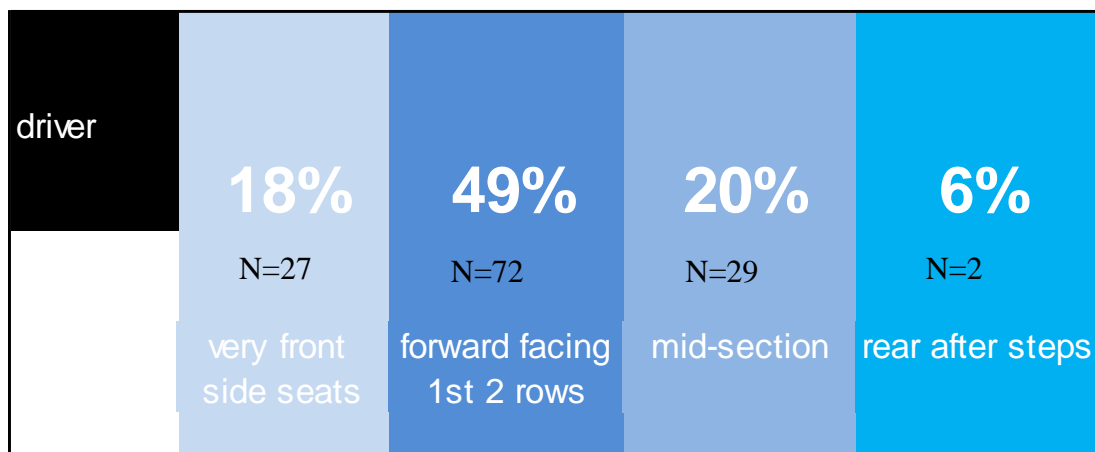 driver
18%
49%
20%
6%
N=27
N=72
N=29
N=2
very front
side seats
forward facing
1st 2 rows
mid-section
rear after steps